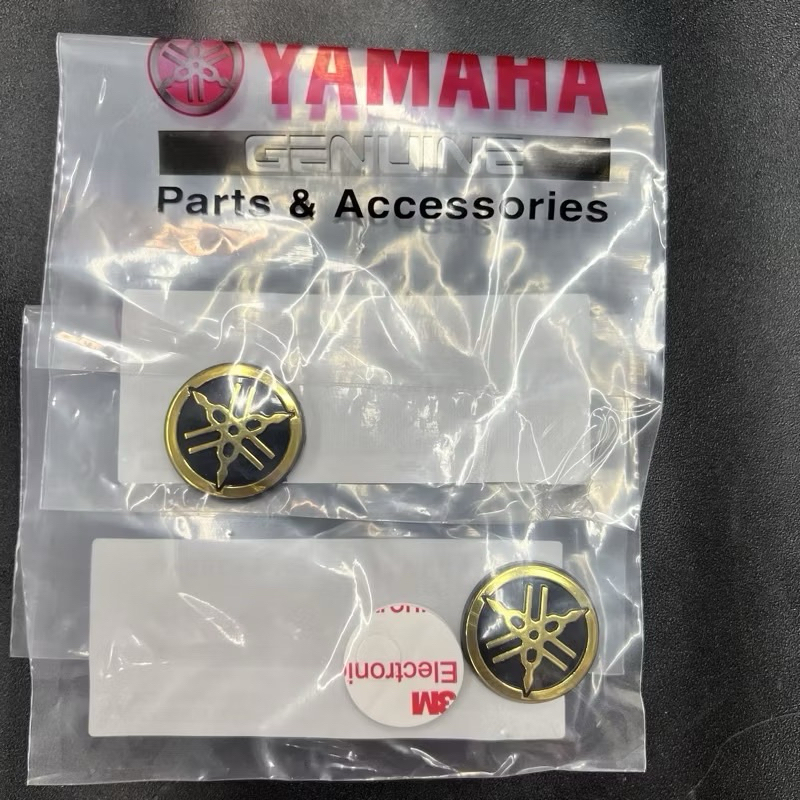 YAMAHA
GENUINE
Parts & Accessories
Electroni
3M